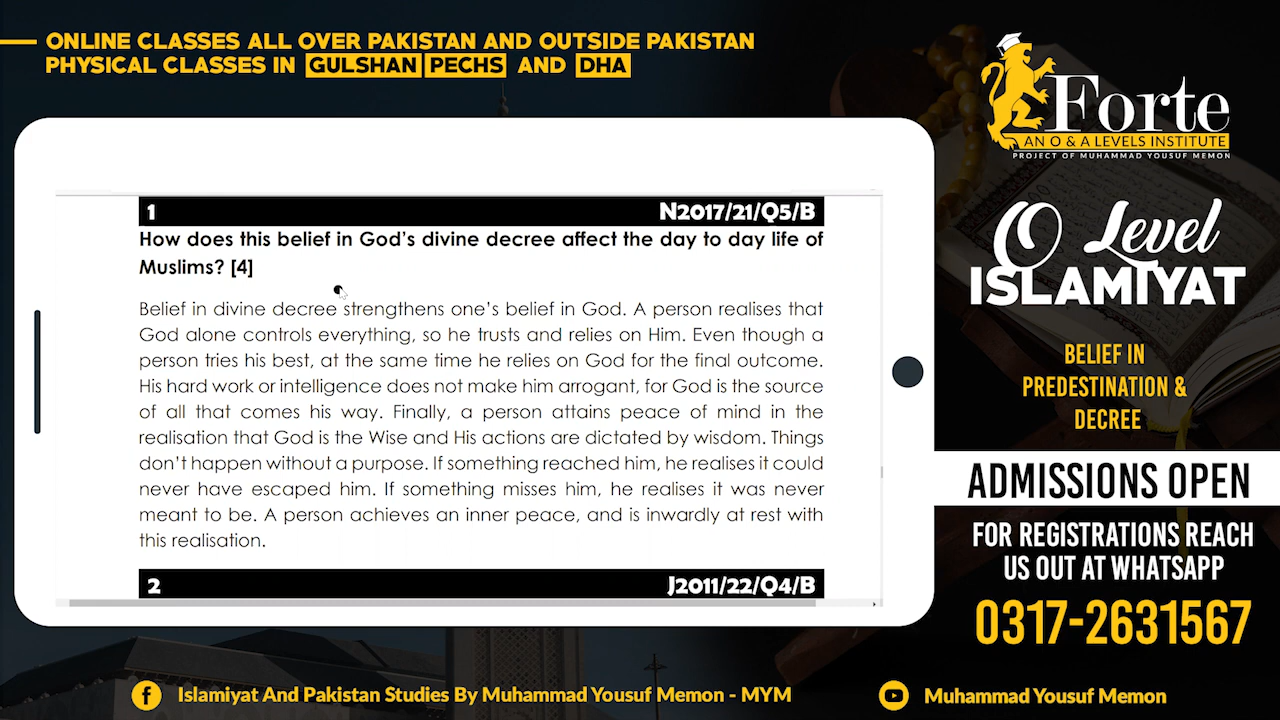 ONLINE CLASSES ALL OVER PAKISTAN AND OUTSIDE PAKISTAN
PHYSICAL CLASSES IN GULSHAN PECHS AND DHA
Forte
AN O & A LEVELS INSTITUTE
PROJECT OF MUHAMMAD YOUSUF MEMON
1 N2017/21/Q5/B
How does this belief in God's divine decree affect the day to day life of
Muslims? [4]
Belief in divine decree strengthens one's belief in God. A person realises that
God alone controls everything, so he trusts and relies on Him. Even though a
person tries his best, at the same time he relies on God for the final outcome.
His hard work or intelligence does not make him arrogant, for God is the source
of all that comes his way. Finally, a person attains peace of mind in the
realisation that God is the Wise and His actions are dictated by wisdom. Things
don't happen without a purpose. If something reached him, he realises it could
never have escaped him. If something misses him, he realises it was never
meant to be. A person achieves an inner peace, and is inwardly at rest with
this realisation.
2 J2011/22/Q4/B
O Level
ISLAMIYAT
BELIEF IN
PREDESTINATION &
DECREE
ADMISSIONS OPEN
FOR REGISTRATIONS REACH
US OUT AT WHATSAPP
0317-2631567
Islamiyat And Pakistan Studies By Muhammad Yousuf Memon - MYM
Muhammad Yousuf Memon